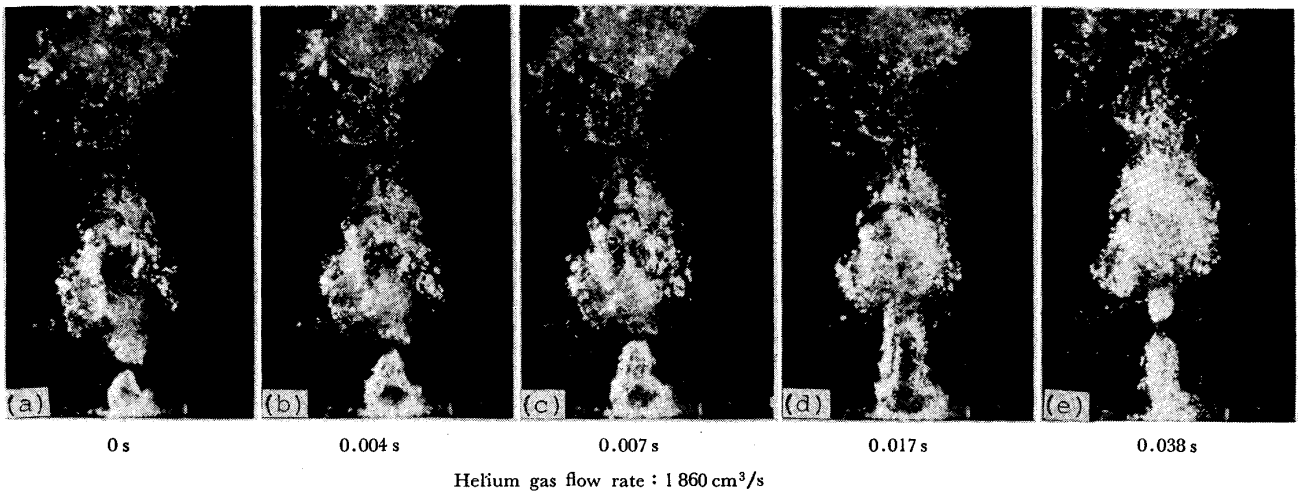 (a) (b) (c) (d) (e)
0 s 0.004 s 0.007 s 0.017 s 0.038 s
Helium gas flow rate : 1 860 cm³/s